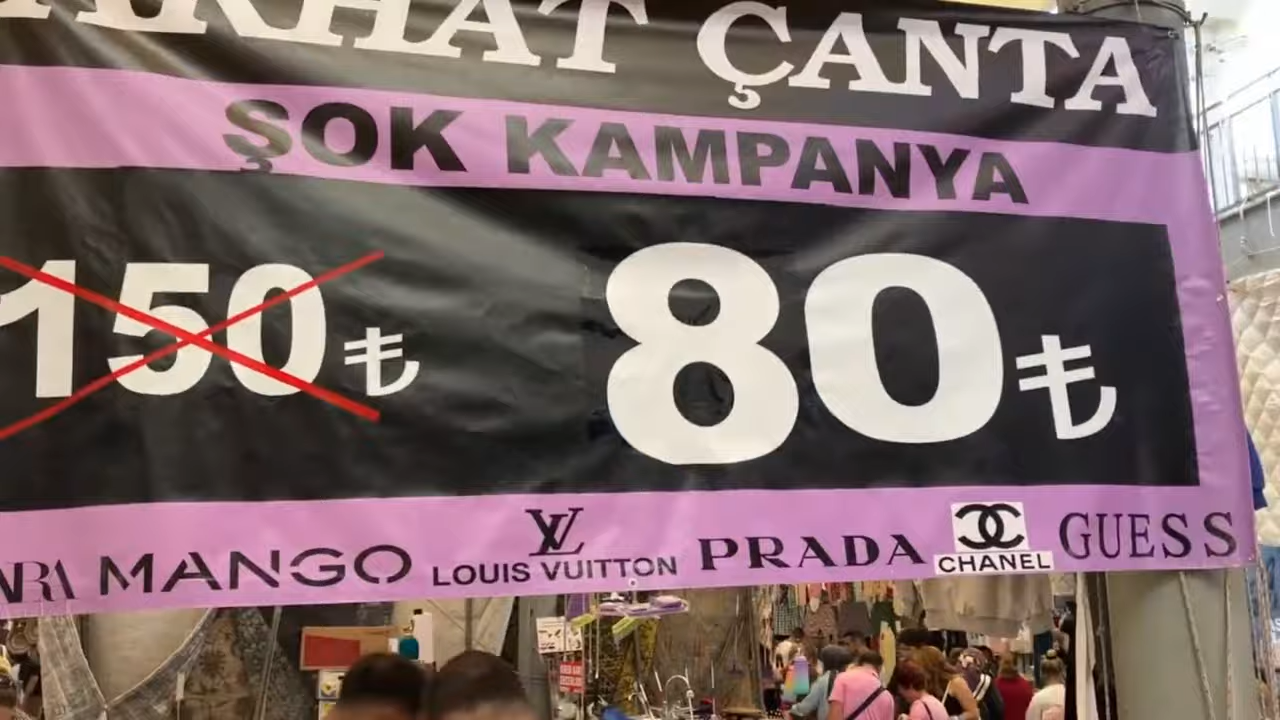 ÇANTA
ŞOK KAMPANYA
150 ₺
80 ₺
MANGO LOUIS VUITTON PRADA CHANEL GUESS